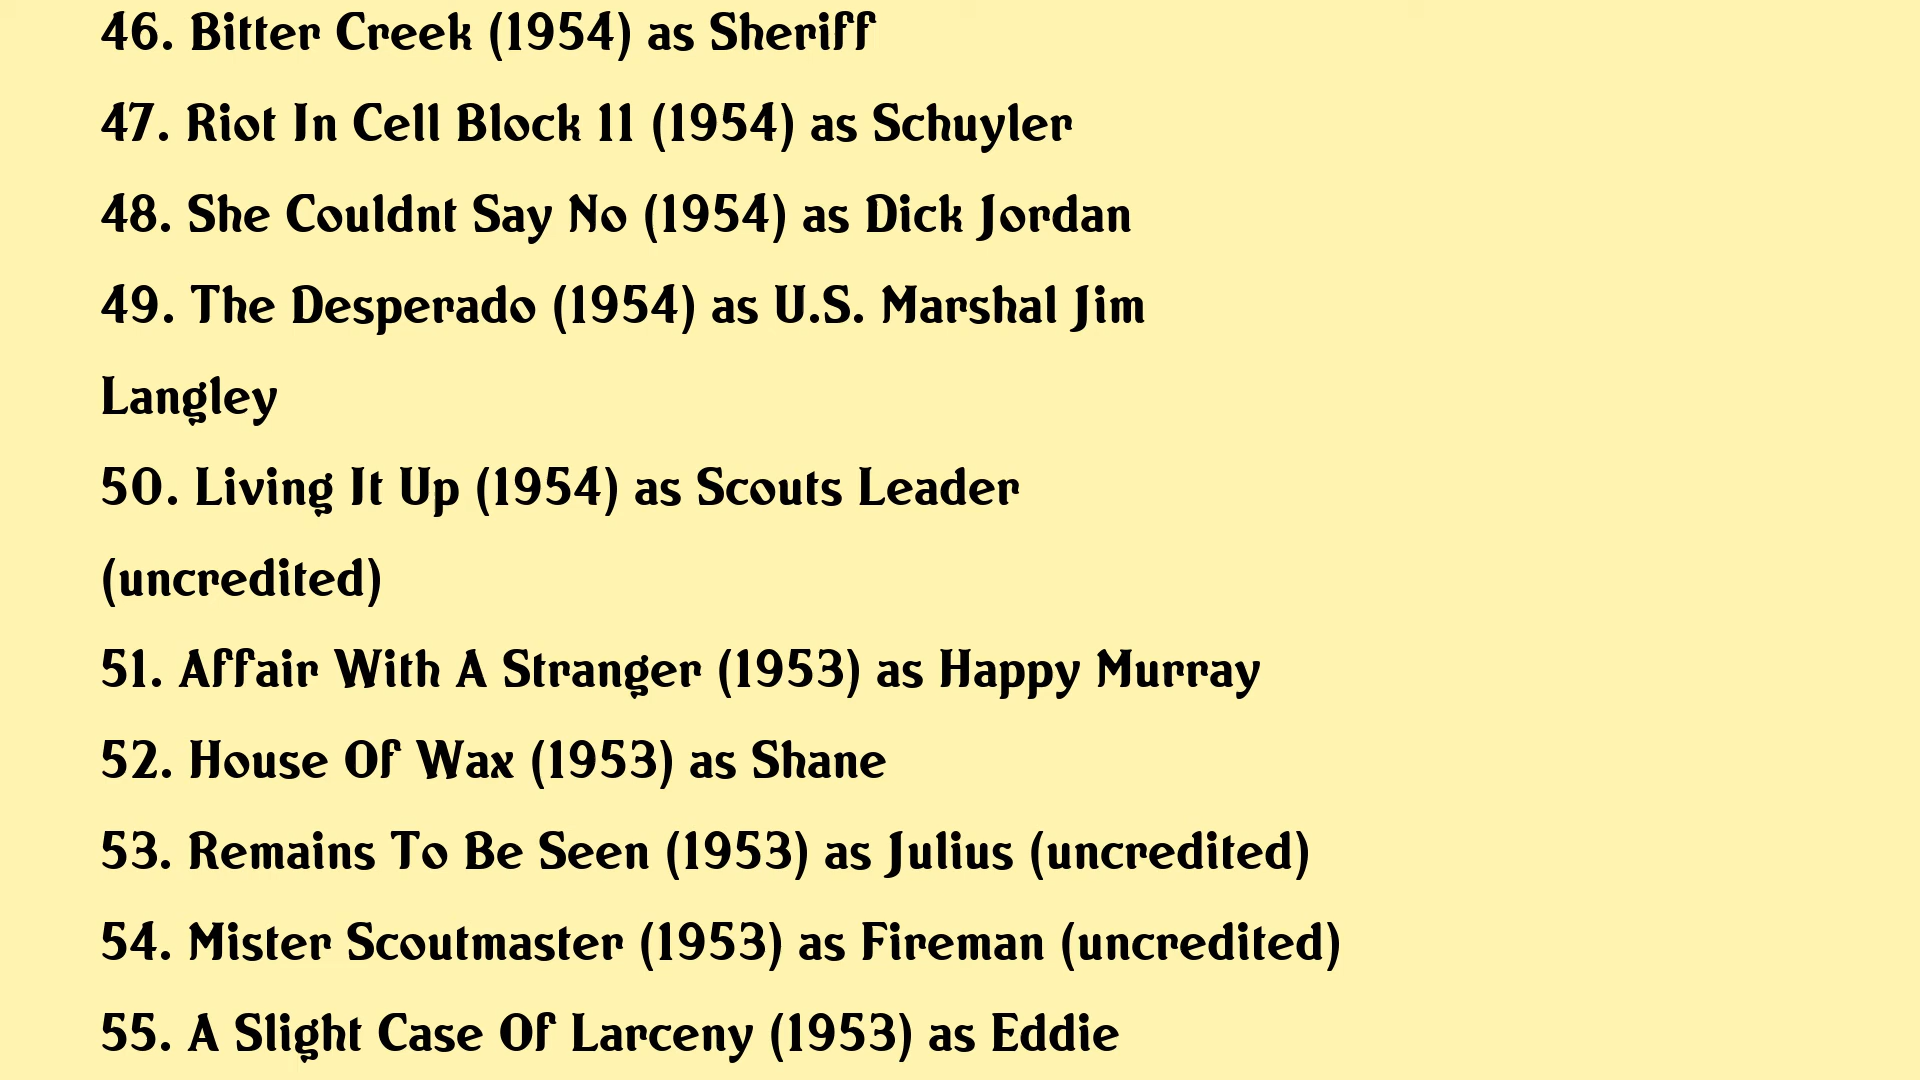 46. Bitter Creek (1954) as Sheriff
47. Riot In Cell Block 11 (1954) as Schuyler
48. She Couldnt Say No (1954) as Dick Jordan
49. The Desperado (1954) as U.S. Marshal Jim
Langley
50. Living It Up (1954) as Scouts Leader
(uncredited)
51. Affair With A Stranger (1953) as Happy Murray
52. House Of Wax (1953) as Shane
53. Remains To Be Seen (1953) as Julius (uncredited)
54. Mister Scoutmaster (1953) as Fireman (uncredited)
55. A Slight Case Of Larceny (1953) as Eddie